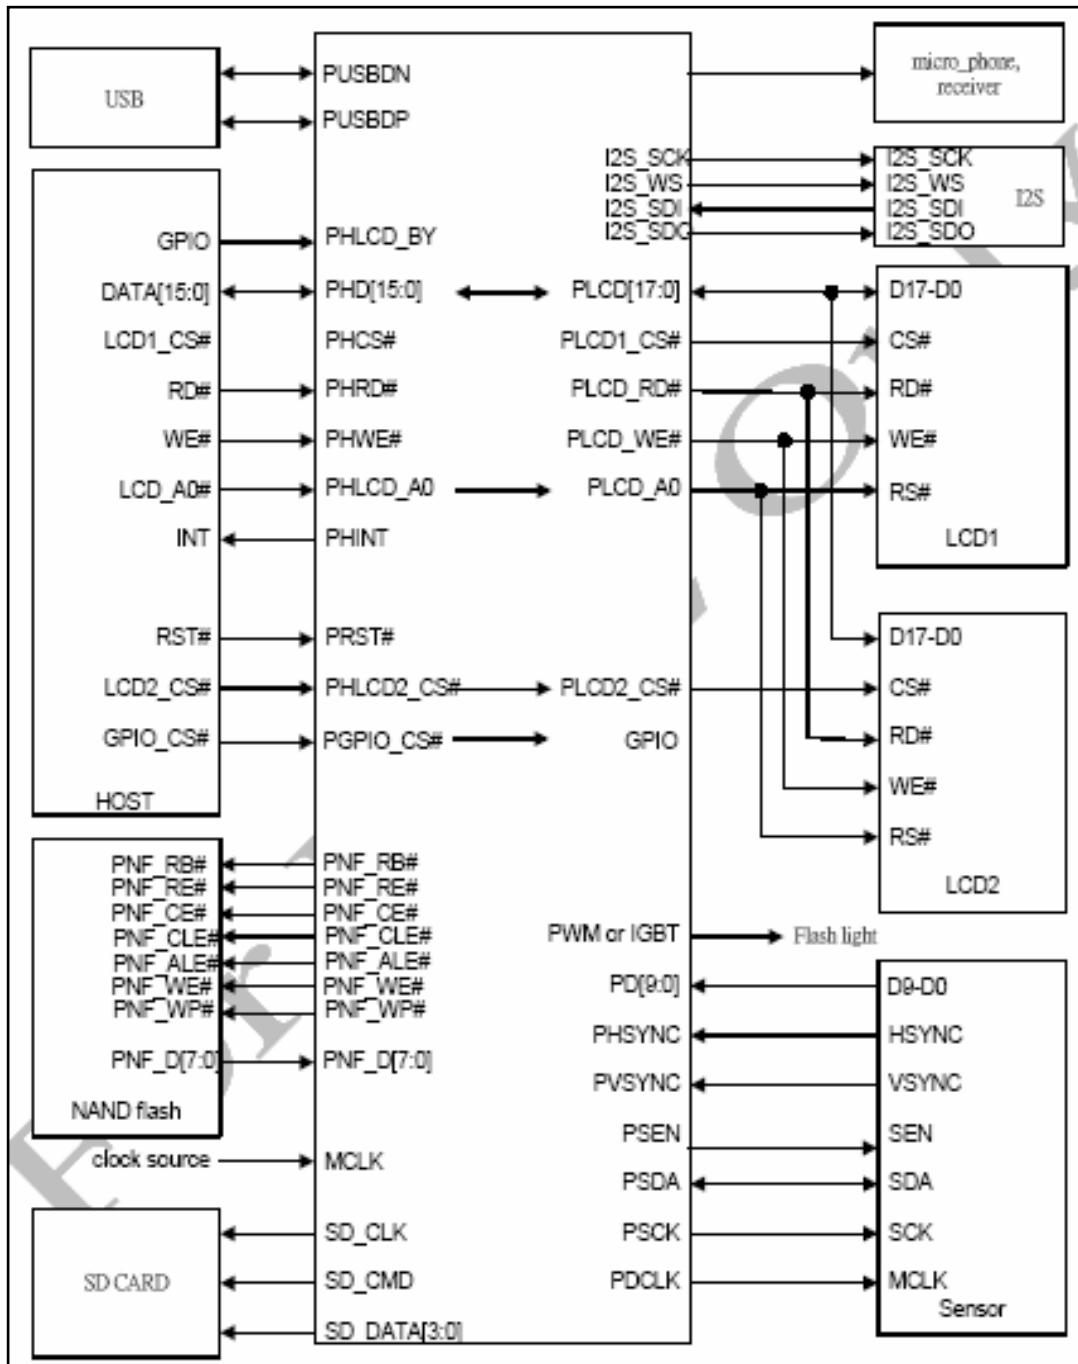 USB
PUSBDN
PUSBDP
micro_phone,
receiver
I2S_SCK
I2S_WS
I2S_SDI
I2S_SDO
I2S_SCK
I2S_WS
I2S_SDI
I2S_SDO
I2S
GPIO
PHLCD_BY
DATA[15:0]
PHD[15:0]
PLCD[17:0]
D17-D0
LCD1_CS#
PHCS#
PLCD1_CS#
CS#
RD#
PHRD#
PLCD_RD#
RD#
WE#
PHWE#
PLCD_WE#
WE#
LCD_A0#
PHLCD_A0
PLCD_A0
RS#
INT
PHINT
LCD1
RST#
PRST#
D17-D0
LCD2_CS#
PHLCD2_CS#
PLCD2_CS#
CS#
GPIO_CS#
PGPIO_CS#
GPIO
RD#
WE#
HOST
RS#
LCD2
PNF_RB#
PNF_RE#
PNF_CE#
PNF_CLE#
PNF_ALE#
PNF_WE#
PNF_WP#
PNF_D[7:0]
NAND flash
PNF_RB#
PNF_RE#
PNF_CE#
PNF_CLE#
PNF_ALE#
PNF_WE#
PNF_WP#
PNF_D[7:0]
PWM or IGBT
Flash light
PD[9:0]
D9-D0
PHSYNC
HSYNC
PVSYNC
VSYNC
PSEN
SEN
clock source
MCLK
PSDA
SDA
SD_CLK
PSCK
SCK
SD CARD
SD_CMD
PDCLK
MCLK
Sensor
SD_DATA[3:0]
For